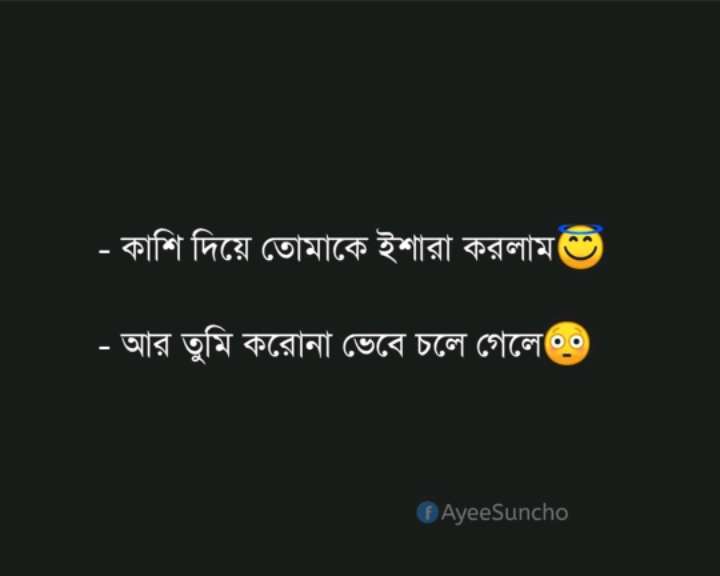 - কাশি দিয়ে তোমাকে ইশারা করলাম😇
- আর তুমি করোনা ভেবে চলে গেলে😳
f AyeeSuncho